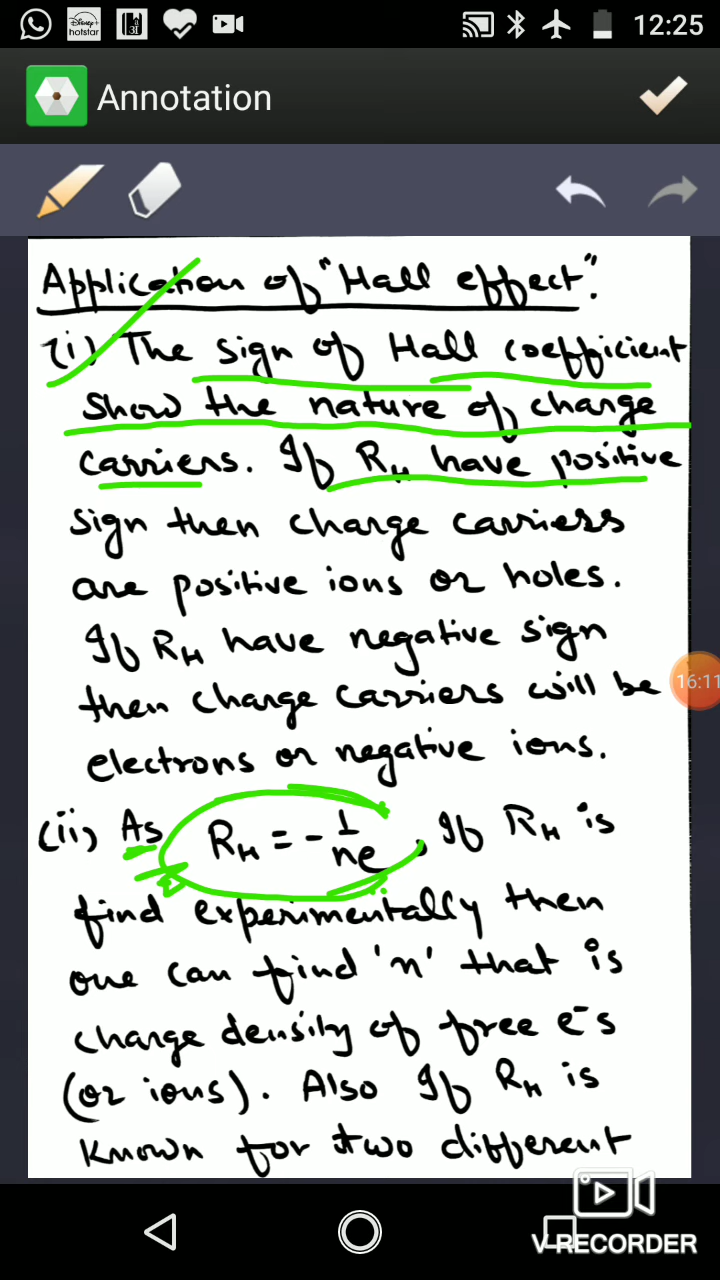 Disney+
hotstar
31
12:25
Annotation
Application of "Hall effect".
(i) The sign of Hall coefficient
show the nature of charge
carriers. If RH have positive
sign then charge carriess
are positive ions or holes.
If RH have negative sign
then charge carriers will be
electrons or negative ions.
(ii) As RH = - 1/ne, If RH is
find experimentally then
one can find 'n' that is
charge density of free e-s
(or ions). Also If RH is
known for two different
16:11
V RECORDER